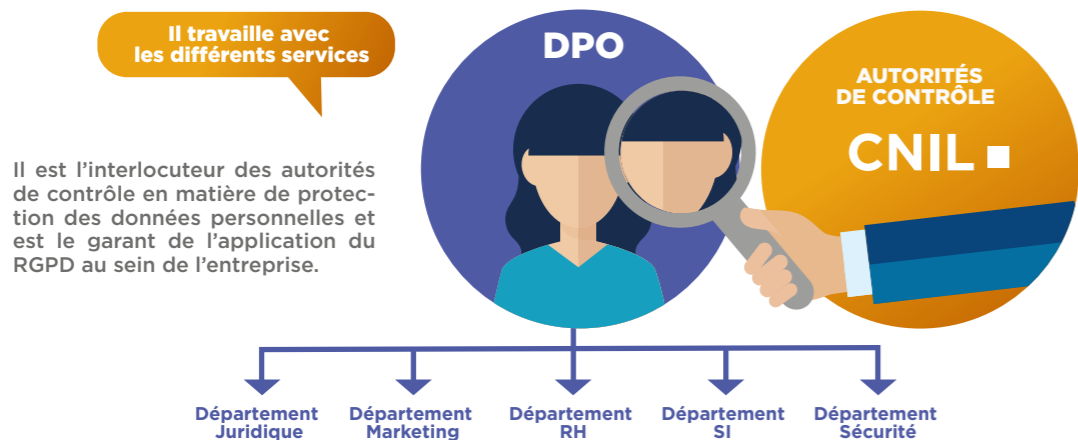 Il travaille avec
les différents services
Il est l'interlocuteur des autorités
de contrôle en matière de protec-
tion des données personnelles et
est le garant de l'application du
RGPD au sein de l'entreprise.
DPO
AUTORITÉS
DE CONTRÔLE
CNIL
Département
Juridique
Département
Marketing
Département
RH
Département
SI
Département
Sécurité